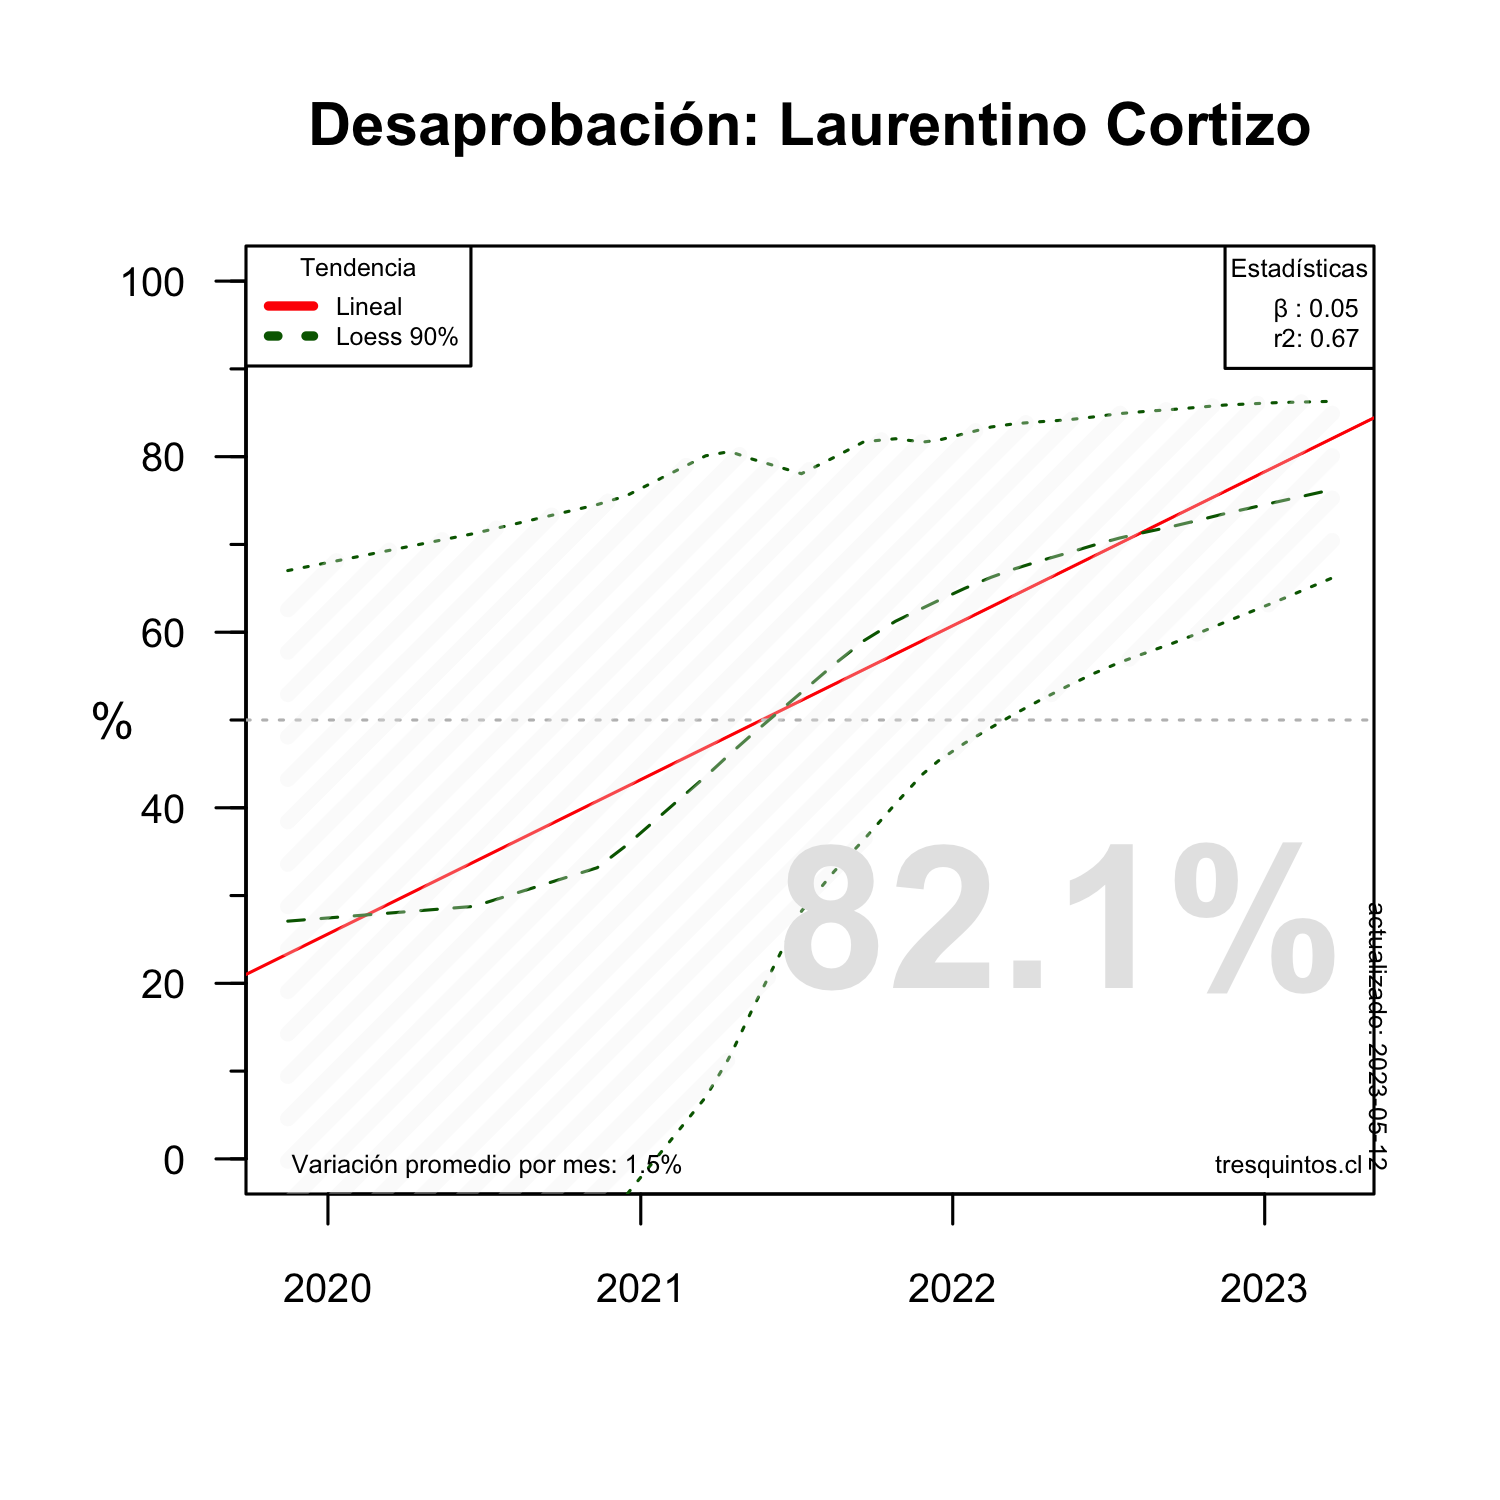 Desaprobación: Laurentino Cortizo
Tendencia
Lineal
Loess 90%
Estadísticas
β : 0.05
r2: 0.67
100
80
60
%
40
20
0
82.1%
actualizado: 2023-05-12
Variación promedio por mes: 1.5%
tresquintos.cl
2020
2021
2022
2023